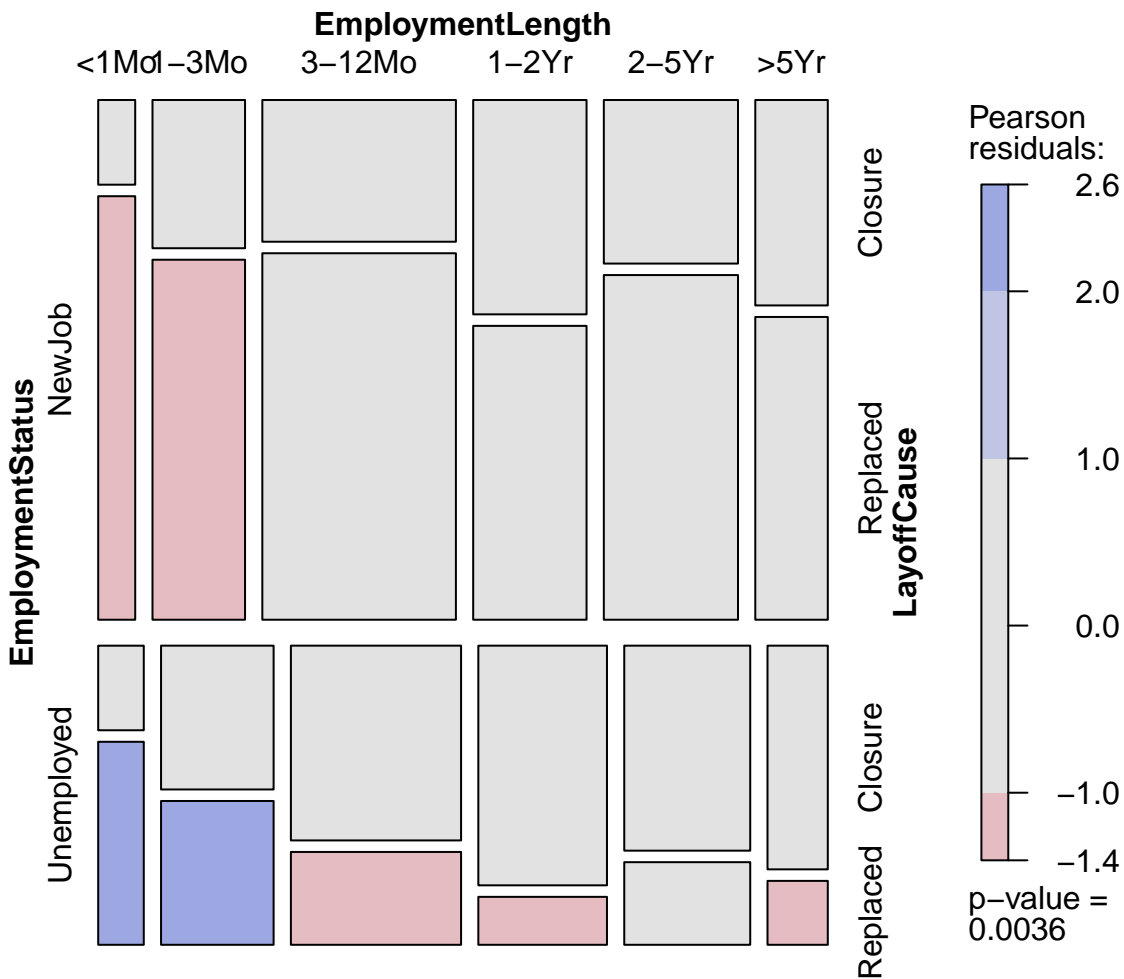 EmploymentLength
<1Mo 1−3Mo 3−12Mo 1−2Yr 2−5Yr >5Yr
EmploymentStatus
NewJob
Unemployed
Closure
Replaced
LayoffCause
Closure
Replaced
Pearson
residuals:
2.6
2.0
1.0
0.0
−1.0
−1.4
p−value =
0.0036